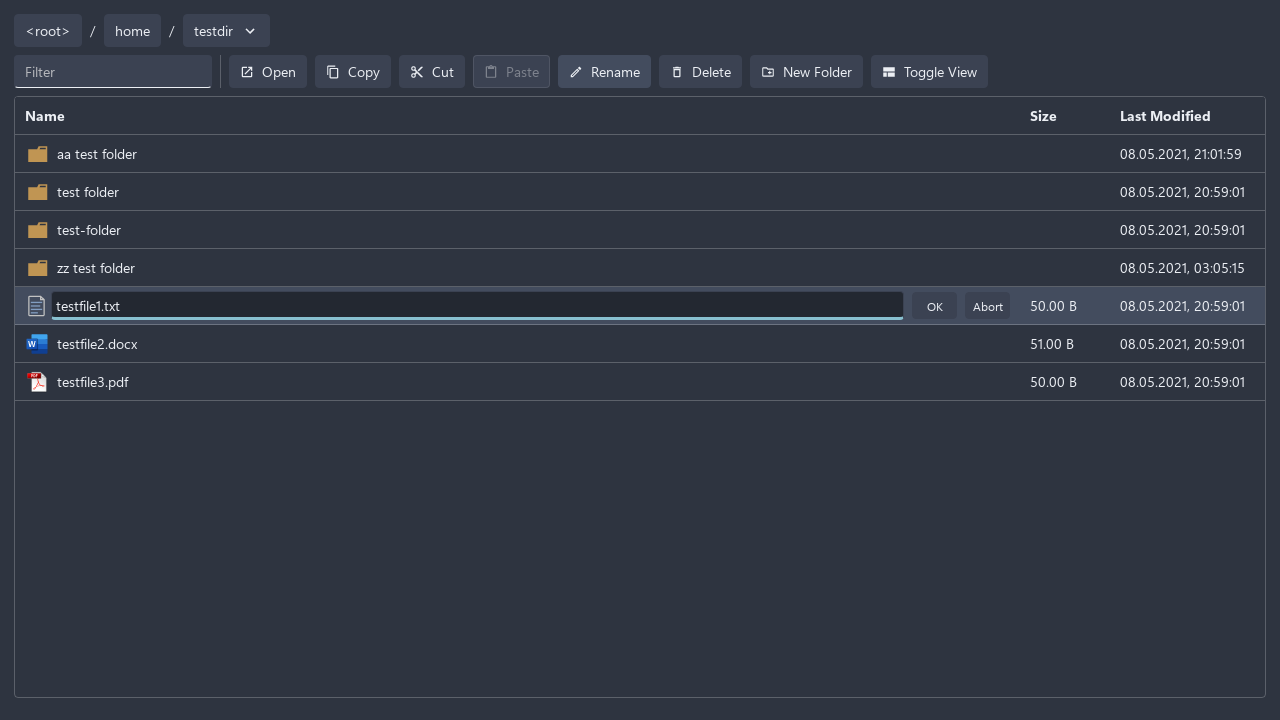 <root> / home / testdir
Filter Open Copy Cut Paste Rename Delete New Folder Toggle View
Name Size Last Modified
aa test folder 08.05.2021, 21:01:59
test folder 08.05.2021, 20:59:01
test-folder 08.05.2021, 20:59:01
zz test folder 08.05.2021, 03:05:15
testfile1.txt OK Abort 50.00 B 08.05.2021, 20:59:01
W testfile2.docx 51.00 B 08.05.2021, 20:59:01
PDF testfile3.pdf 50.00 B 08.05.2021, 20:59:01